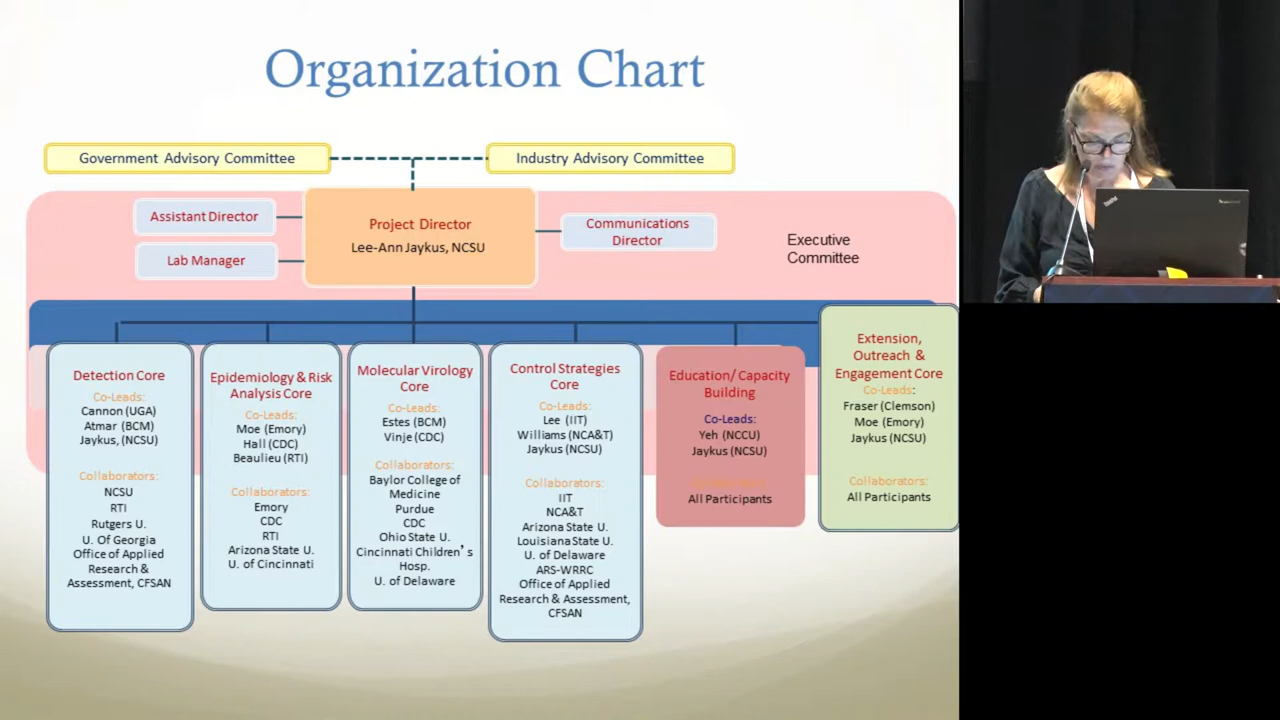 Organization Chart
Government Advisory Committee
Industry Advisory Committee
Assistant Director
Lab Manager
Project Director
Lee-Ann Jaykus, NCSU
Communications
Director
Executive
Committee
Detection Core
Co-Leads:
Cannon (UGA)
Atmar (BCM)
Jaykus, (NCSU)
Collaborators:
NCSU
RTI
Rutgers U.
U. Of Georgia
Office of Applied
Research &
Assessment, CFSAN
Epidemiology & Risk
Analysis Core
Co-Leads:
Moe (Emory)
Hall (CDC)
Beaulieu (RTI)
Collaborators:
Emory
CDC
RTI
Arizona State U.
U. of Cincinnati
Molecular Virology
Core
Co-Leads:
Estes (BCM)
Vinje (CDC)
Collaborators:
Baylor College of
Medicine
Purdue
CDC
Ohio State U.
Cincinnati Children’s
Hosp.
U. of Delaware
Control Strategies
Core
Co-Leads:
Lee (IIT)
Williams (NCA&T)
Jaykus (NCSU)
Collaborators:
IIT
NCA&T
Arizona State U.
Louisiana State U.
U. of Delaware
ARS-WRRC
Office of Applied
Research & Assessment,
CFSAN
Education/Capacity
Building
Co-Leads:
Yeh (NCCU)
Jaykus (NCSU)
Collaborators:
All Participants
Extension,
Outreach &
Engagement Core
Co-Leads:
Fraser (Clemson)
Moe (Emory)
Jaykus (NCSU)
Collaborators:
All Participants
ThinkPad